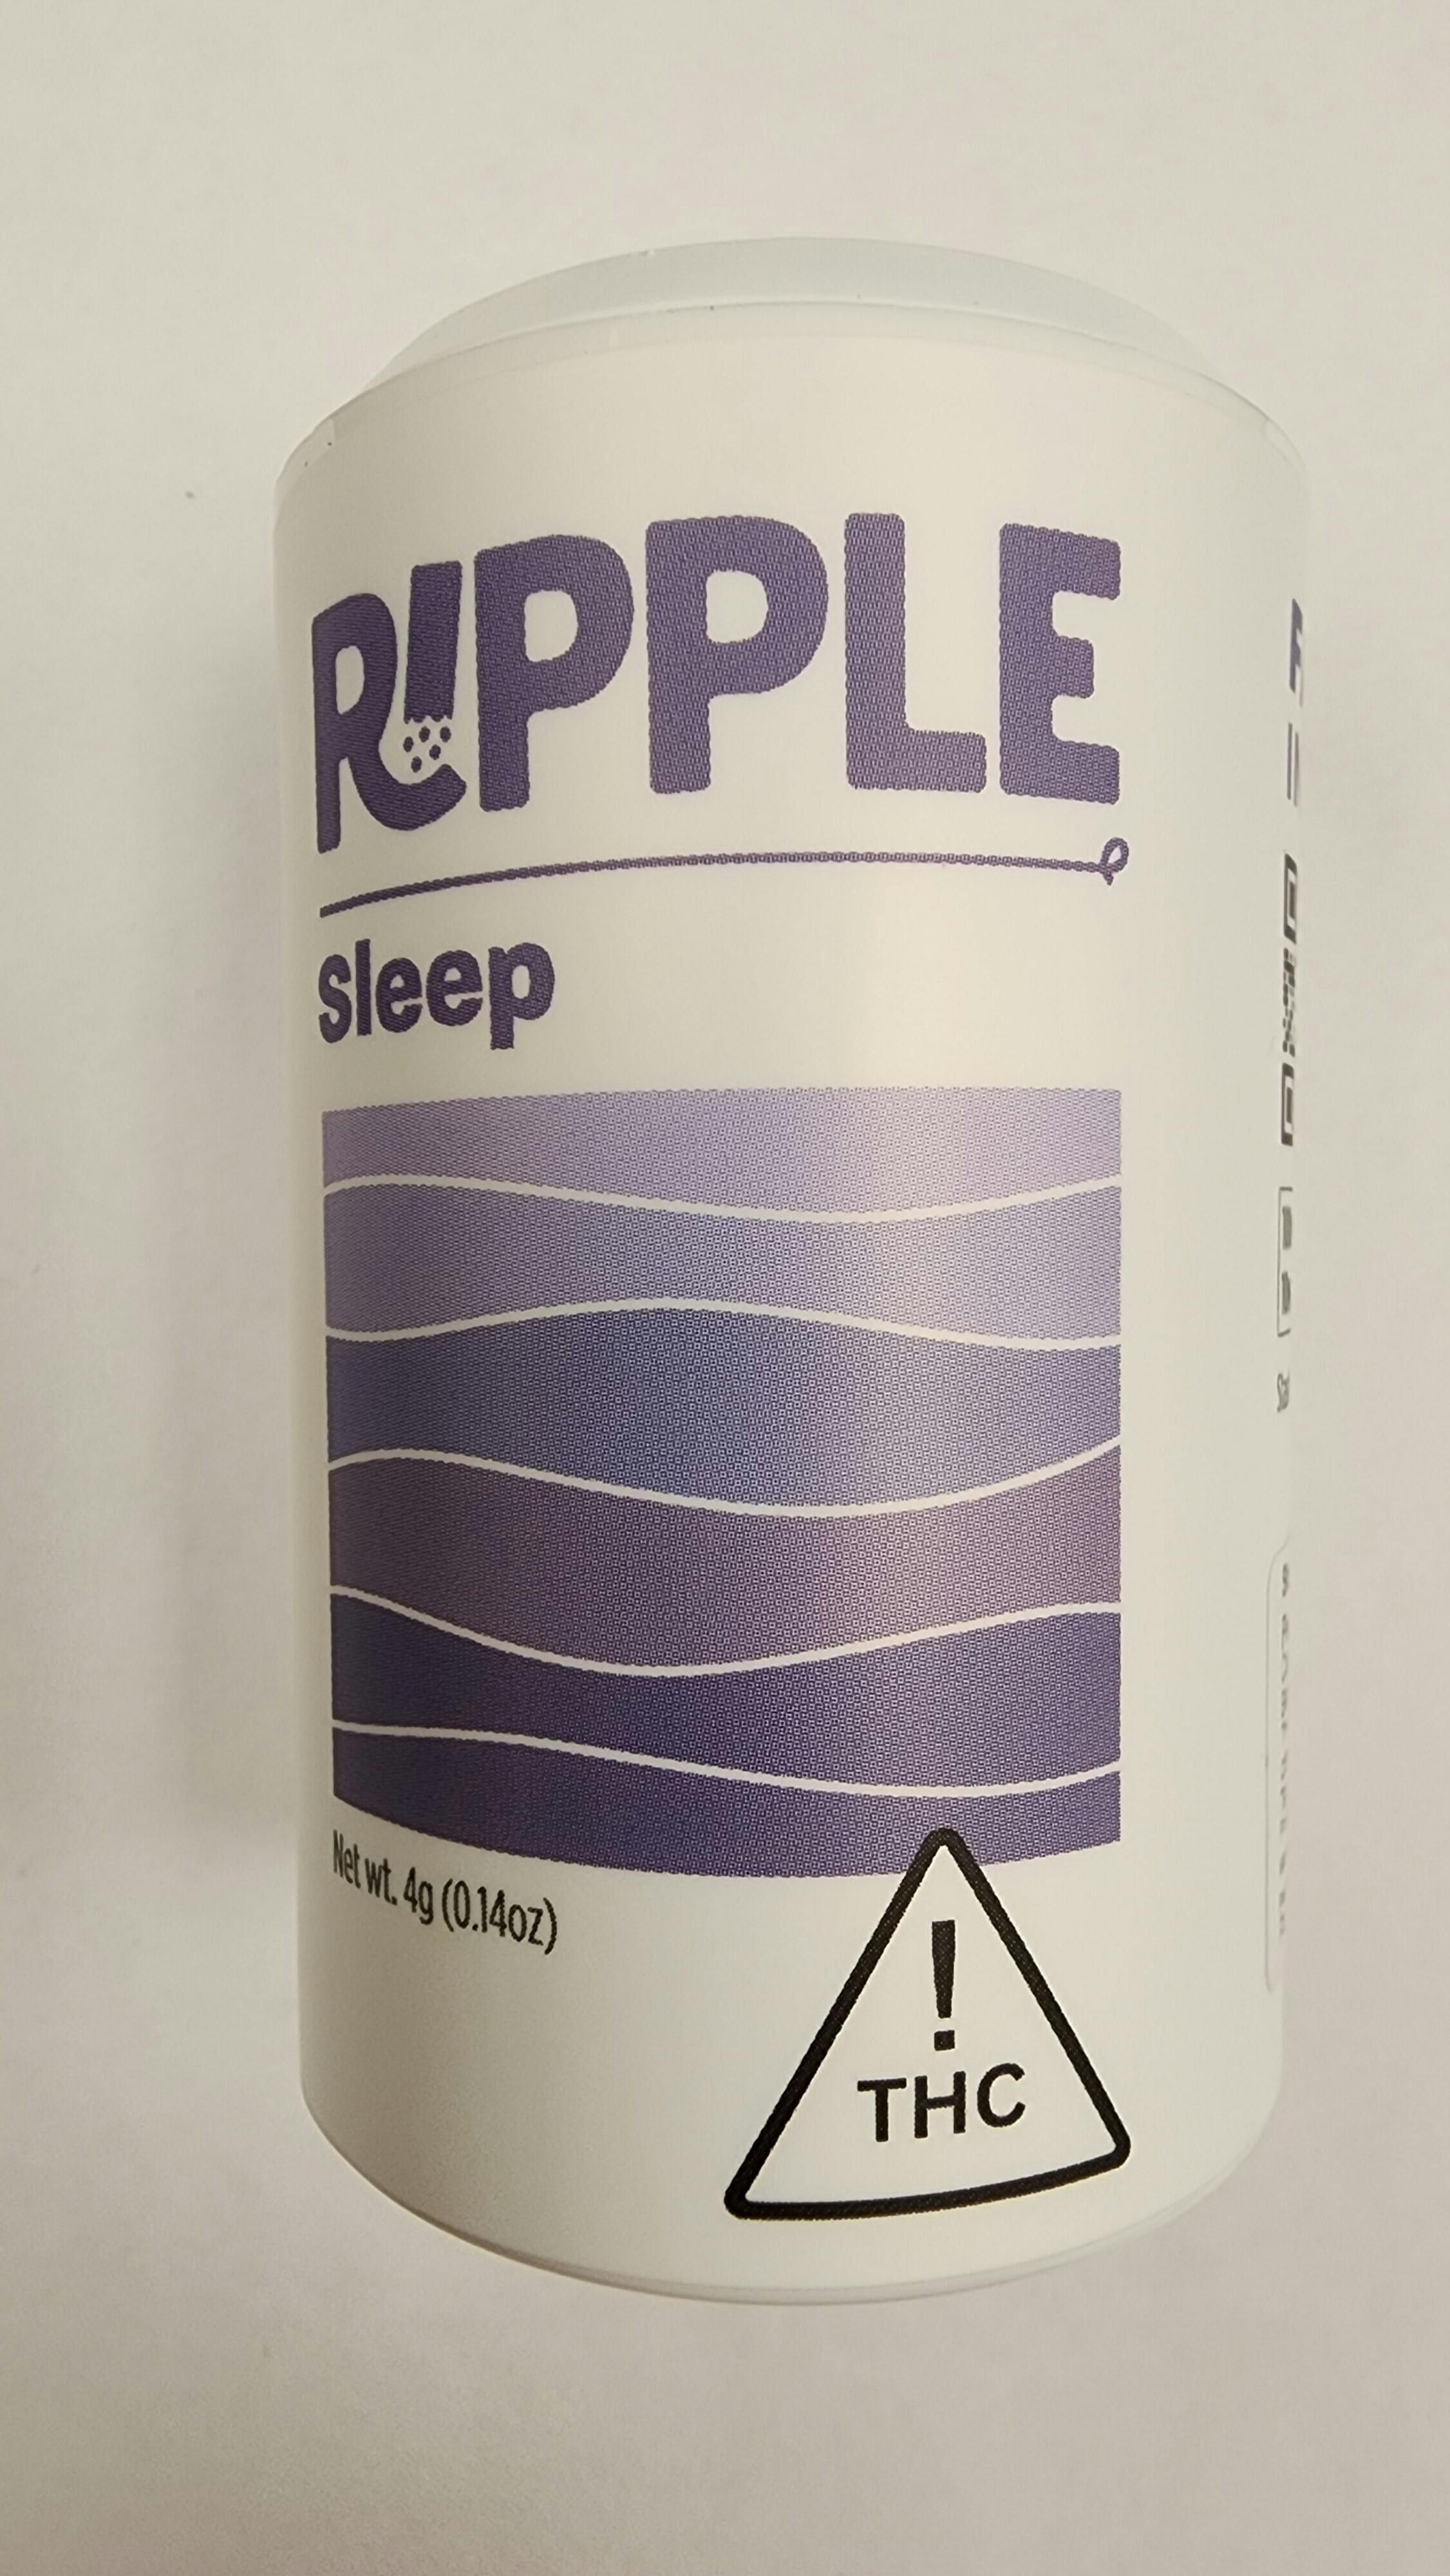 RIPPLE
sleep
Net wt. 4g (0.14oz)
!
THC